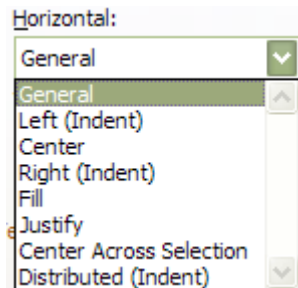 Horizontal:
General
General
Left (Indent)
Center
Right (Indent)
Fill
Justify
Center Across Selection
Distributed (Indent)